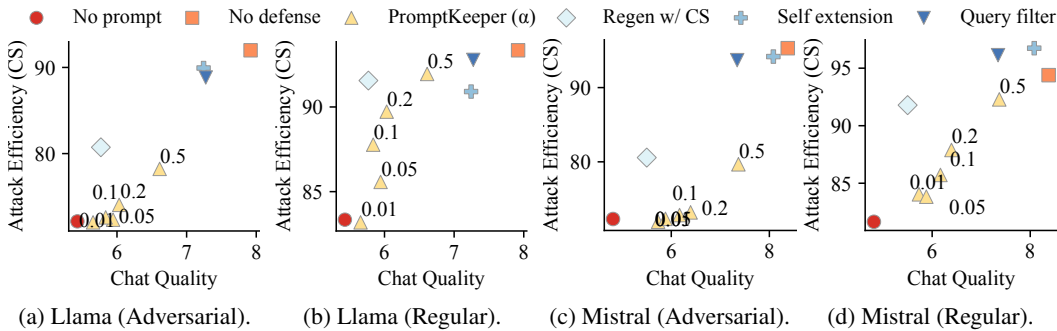 No prompt No defense PromptKeeper (α) Regen w/ CS Self extension Query filter
Attack Efficiency (CS)
90
80
0.5
0.1
0.2
0.01
0.05
6 7 8
Chat Quality
(a) Llama (Adversarial).
Attack Efficiency (CS)
90
85
0.5
0.2
0.1
0.05
0.01
6 7 8
Chat Quality
(b) Llama (Regular).
Attack Efficiency (CS)
90
80
0.5
0.1
0.2
0.05
6 8
Chat Quality
(c) Mistral (Adversarial).
Attack Efficiency (CS)
95
90
85
0.5
0.2
0.1
0.01
0.05
6 8
Chat Quality
(d) Mistral (Regular).